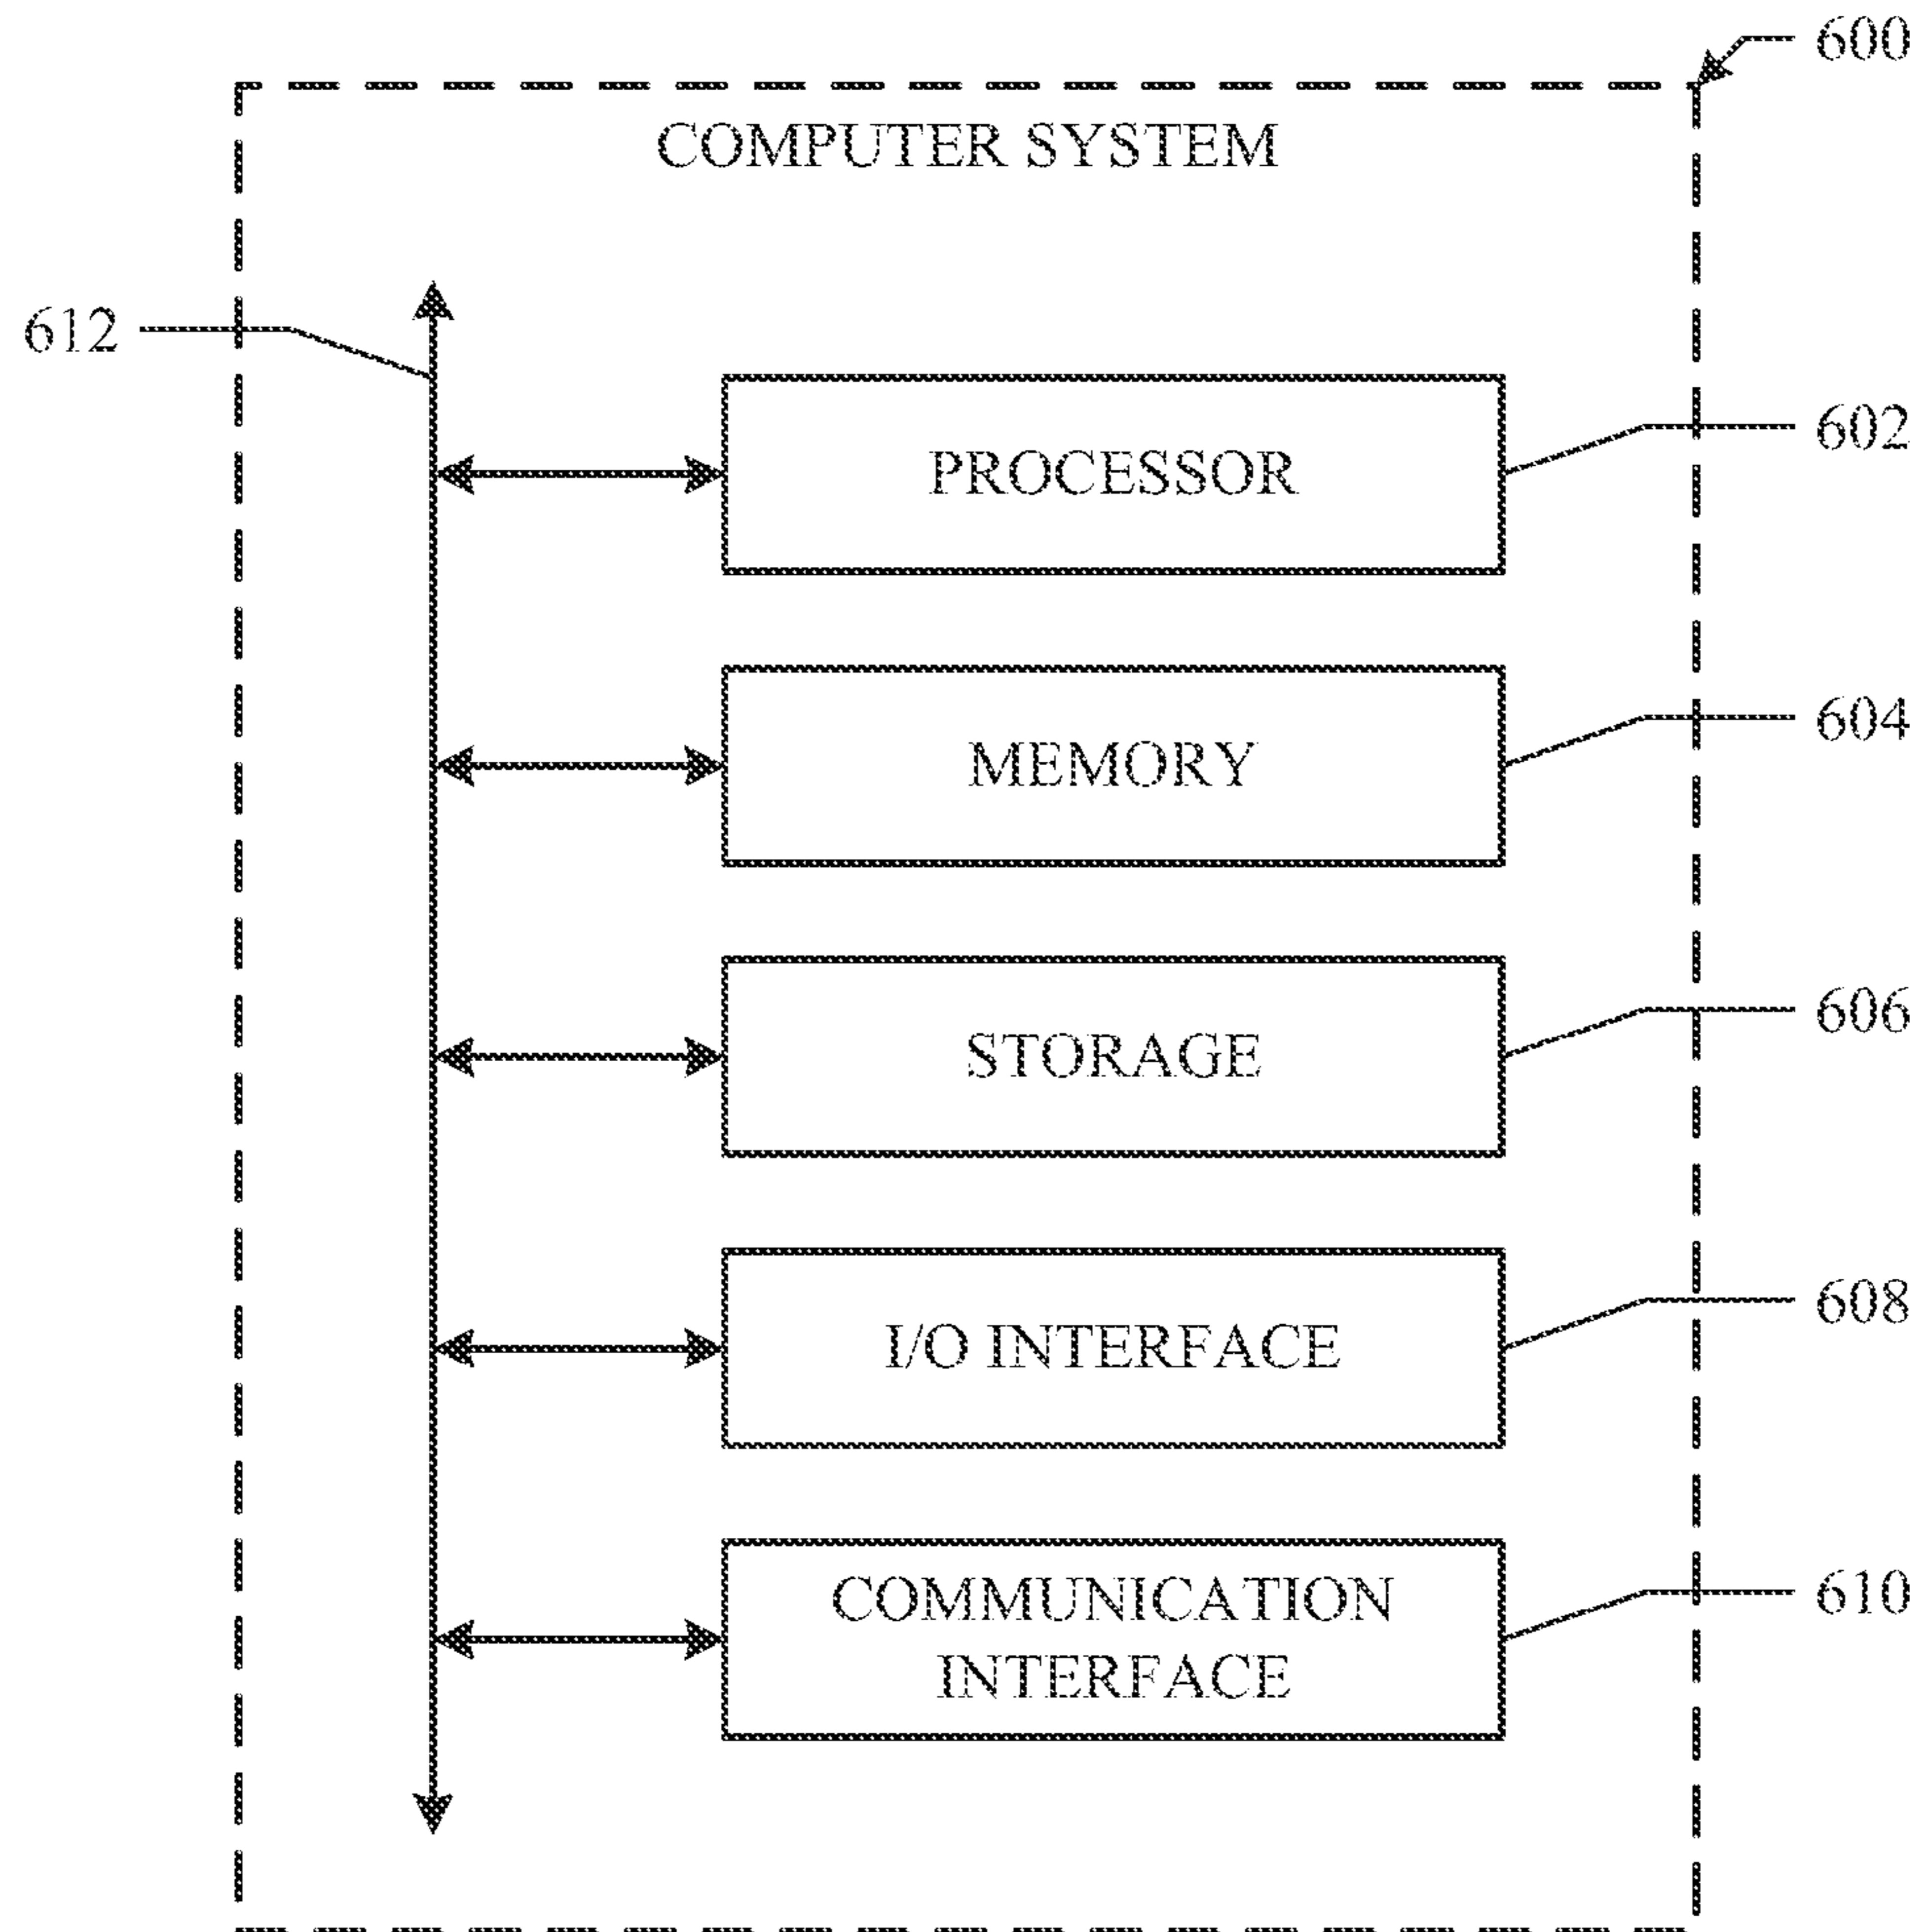 600
COMPUTER SYSTEM
612
PROCESSOR
602
MEMORY
604
STORAGE
606
I/O INTERFACE
608
COMMUNICATION
INTERFACE
610